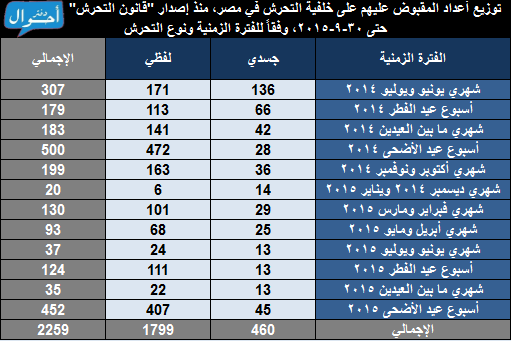 دفتر أحوال
توزيع أعداد المقبوض عليهم على خلفية التحرش في مصر، منذ إصدار "قانون التحرش"
حتى ٣٠-٩-٢٠١٥، وفقاً للفترة الزمنية ونوع التحرش
الفترة الزمنية جسدي لفظي الإجمالي
شهري يونيو ويوليو ٢٠١٤ 136 171 307
أسبوع عيد الفطر ٢٠١٤ 66 113 179
شهري ما بين العيدين ٢٠١٤ 42 141 183
أسبوع عيد الأضحى ٢٠١٤ 28 472 500
شهري أكتوبر ونوفمبر ٢٠١٤ 36 163 199
شهري ديسمبر ٢٠١٤ ويناير ٢٠١٥ 14 6 20
شهري فبراير ومارس ٢٠١٥ 29 101 130
شهري أبريل ومايو ٢٠١٥ 25 68 93
شهري يونيو ويوليو ٢٠١٥ 13 24 37
أسبوع عيد الفطر ٢٠١٥ 13 111 124
شهري ما بين العيدين ٢٠١٥ 13 22 35
أسبوع عيد الأضحى ٢٠١٥ 45 407 452
الإجمالي 460 1799 2259